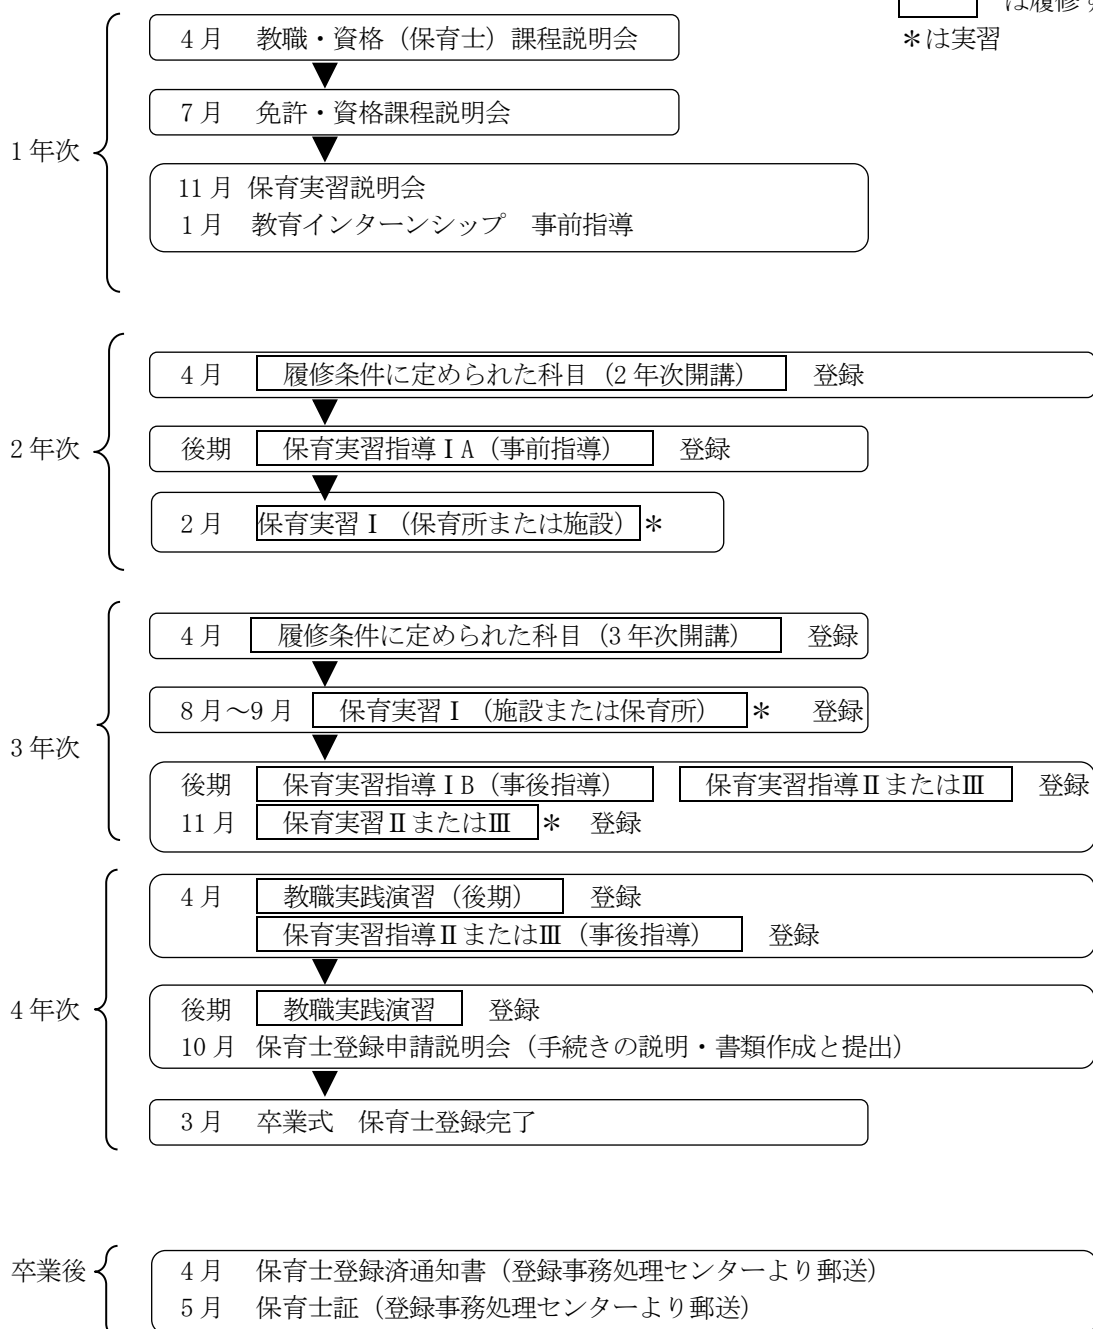 は履修
＊は実習
4月　教職・資格（保育士）課程説明会
7月　免許・資格課程説明会
1年次
11月 保育実習説明会
1月　教育インターンシップ　事前指導
4月　履修条件に定められた科目（2年次開講）　登録
2年次
後期　保育実習指導ⅠA（事前指導）　登録
2月　保育実習Ⅰ（保育所または施設）＊
4月　履修条件に定められた科目（3年次開講）　登録
8月～9月　保育実習Ⅰ（施設または保育所）＊　登録
3年次
後期　保育実習指導ⅠB（事後指導）　保育実習指導ⅡまたはⅢ　登録
11月　保育実習ⅡまたはⅢ＊　登録
4月　教職実践演習（後期）　登録
保育実習指導ⅡまたはⅢ（事後指導）　登録
4年次
後期　教職実践演習　登録
10月　保育士登録申請説明会（手続きの説明・書類作成と提出）
3月　卒業式　保育士登録完了
卒業後
4月　保育士登録済通知書（登録事務処理センターより郵送）
5月　保育士証（登録事務処理センターより郵送）